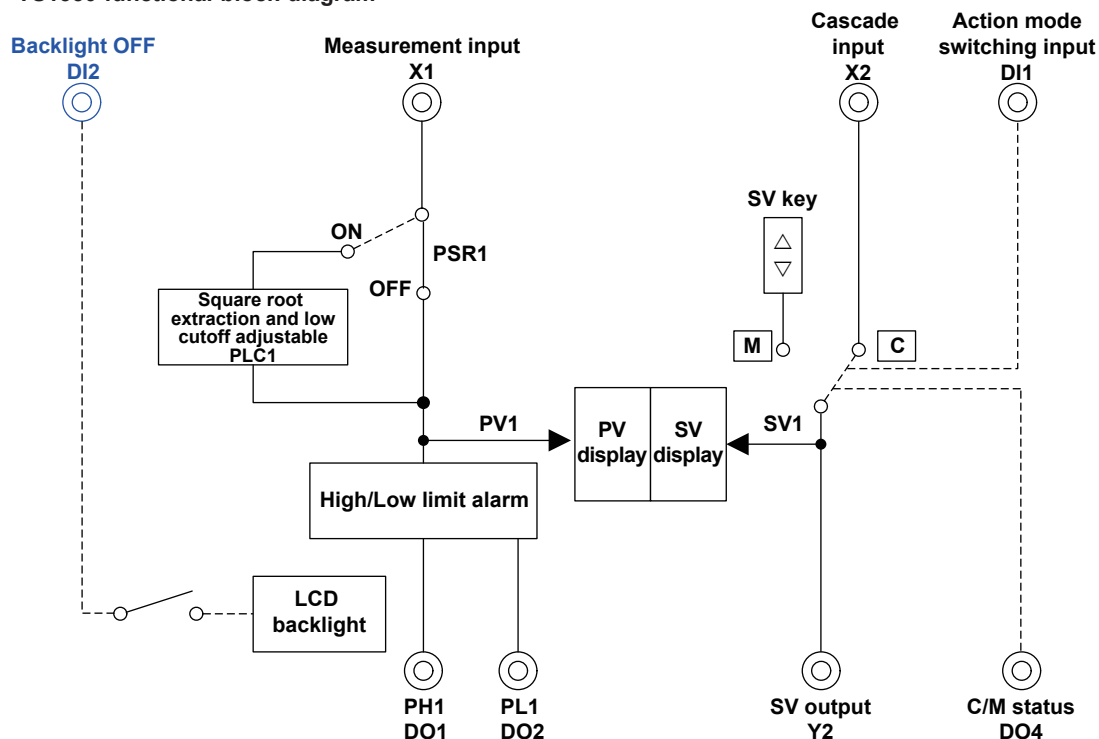 Backlight OFF
DI2
Measurement input
X1
Cascade
input
X2
Action mode
switching input
DI1
SV key
ON
PSR1
OFF
Square root
extraction and low
cutoff adjustable
PLC1
M
C
PV1
PV
display
SV
display
SV1
High/Low limit alarm
LCD
backlight
PH1
DO1
PL1
DO2
SV output
Y2
C/M status
DO4